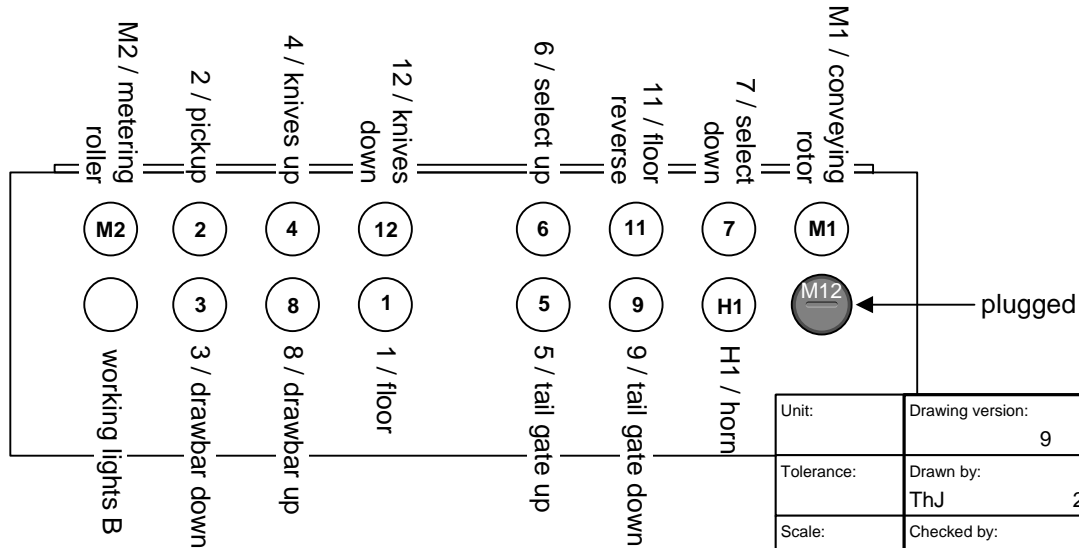 M2 / metering
roller
2 / pickup
4 / knives up
12 / knives
down
6 / select up
11 / floor
reverse
7 / select
down
M1 / conveying
rotor
M2
2
4
12
6
11
7
M1
3
8
1
5
9
H1
M12
plugged
working lights B
3 / drawbar down
8 / drawbar up
1 / floor
5 / tail gate up
9 / tail gate down
H1 / horn
Unit:
Drawing version:
9
Tolerance:
Drawn by:
ThJ
2
Scale:
Checked by: